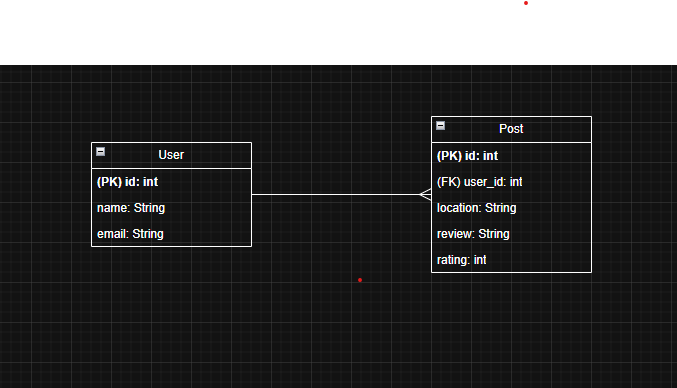 User
(PK) id: int
name: String
email: String
Post
(PK) id: int
(FK) user_id: int
location: String
review: String
rating: int